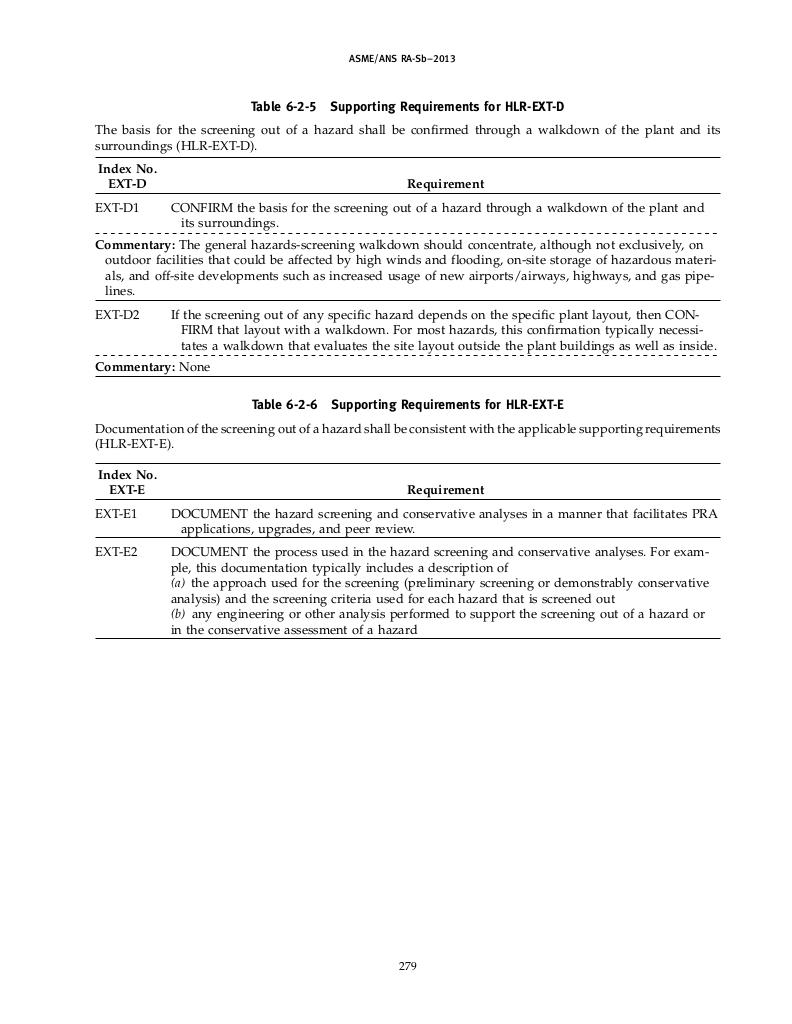 ASME/ANS RA-Sb–2013
Table 6-2-5 Supporting Requirements for HLR-EXT-D
The basis for the screening out of a hazard shall be confirmed through a walkdown of the plant and its
surroundings (HLR-EXT-D).
Index No.
EXT-D Requirement
EXT-D1 CONFIRM the basis for the screening out of a hazard through a walkdown of the plant and
its surroundings.
Commentary: The general hazards-screening walkdown should concentrate, although not exclusively, on
outdoor facilities that could be affected by high winds and flooding, on-site storage of hazardous materi-
als, and off-site developments such as increased usage of new airports/airways, highways, and gas pipe-
lines.
EXT-D2 If the screening out of any specific hazard depends on the specific plant layout, then CON-
FIRM that layout with a walkdown. For most hazards, this confirmation typically necessi-
tates a walkdown that evaluates the site layout outside the plant buildings as well as inside.
Commentary: None
Table 6-2-6 Supporting Requirements for HLR-EXT-E
Documentation of the screening out of a hazard shall be consistent with the applicable supporting requirements
(HLR-EXT-E).
Index No.
EXT-E Requirement
EXT-E1 DOCUMENT the hazard screening and conservative analyses in a manner that facilitates PRA
applications, upgrades, and peer review.
EXT-E2 DOCUMENT the process used in the hazard screening and conservative analyses. For exam-
ple, this documentation typically includes a description of
(a) the approach used for the screening (preliminary screening or demonstrably conservative
analysis) and the screening criteria used for each hazard that is screened out
(b) any engineering or other analysis performed to support the screening out of a hazard or
in the conservative assessment of a hazard
279